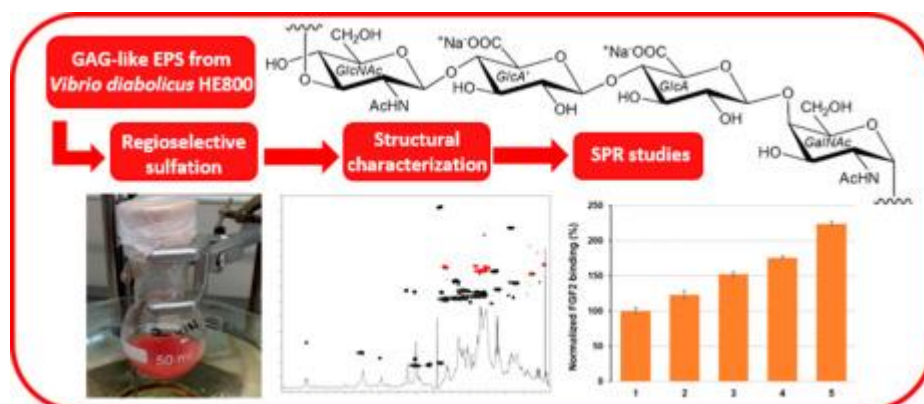 GAG-like EPS from
Vibrio diabolicus HE800
Regioselective
sulfation
Structural
characterization
SPR studies
CH₂OH
HO
O
GlcNAc
AcHN
O
⁺Na⁻OOC
GlcA'
HO
OH
O
⁺Na⁻OOC
GlcA
HO
OH
O
CH₂OH
GalNAc
HO
AcHN
50 ml
Normalized FGF2 binding (%)
250
200
150
100
50
0
1 2 3 4 5